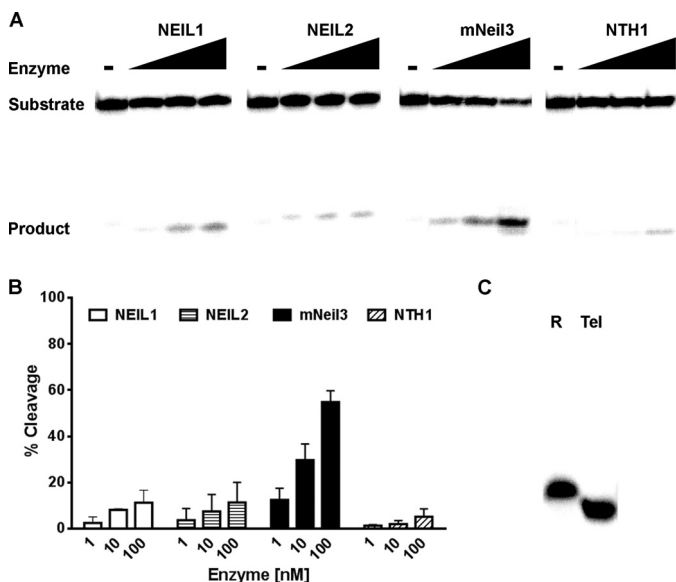 A
NEIL1 NEIL2 mNeil3 NTH1
Enzyme - - - -
Substrate
Product
B
NEIL1 NEIL2 mNeil3 NTH1
100
80
60
40
20
0
% Cleavage
1 10 100 1 10 100 1 10 100 1 10 100
Enzyme [nM]
C
R Tel